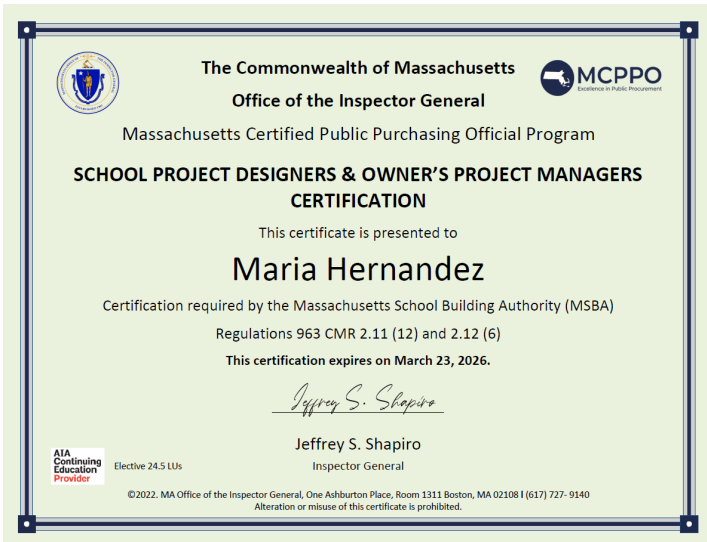 The Commonwealth of Massachusetts
Office of the Inspector General
MCPPO
Excellence in Public Procurement
Massachusetts Certified Public Purchasing Official Program
SCHOOL PROJECT DESIGNERS & OWNER’S PROJECT MANAGERS
CERTIFICATION
This certificate is presented to
Maria Hernandez
Certification required by the Massachusetts School Building Authority (MSBA)
Regulations 963 CMR 2.11 (12) and 2.12 (6)
This certification expires on March 23, 2026.
Jeffrey S. Shapiro
Jeffrey S. Shapiro
Inspector General
AIA
Continuing
Education
Provider
Elective 24.5 LUs
©2022. MA Office of the Inspector General, One Ashburton Place, Room 1311 Boston, MA 02108 l (617) 727- 9140
Alteration or misuse of this certificate is prohibited.